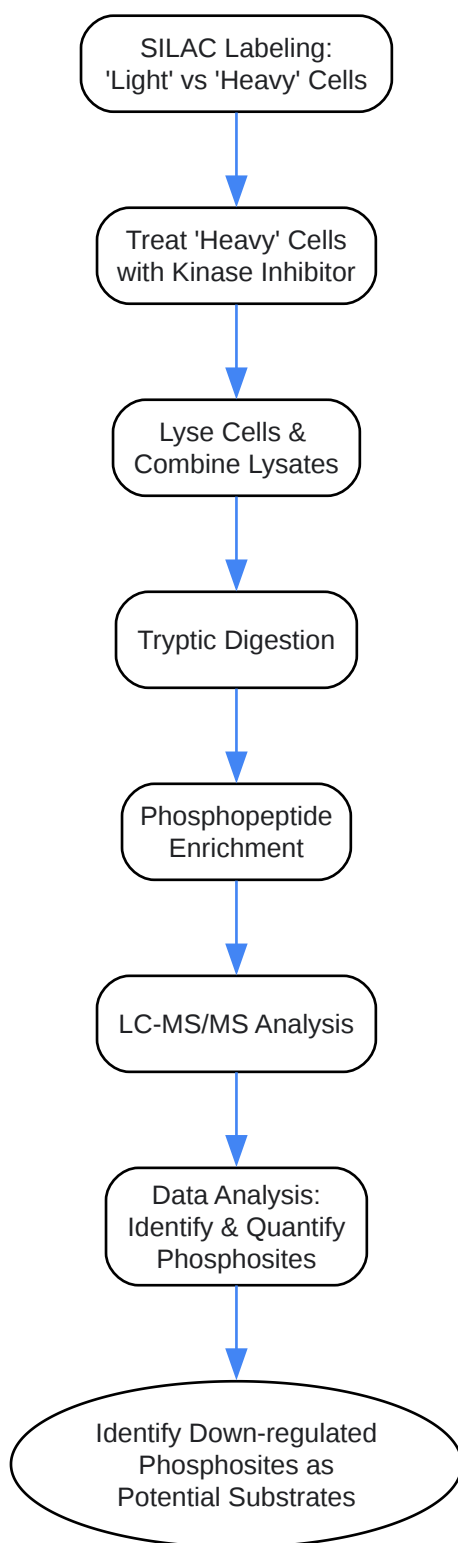 SILAC Labeling:
'Light' vs 'Heavy' Cells
Treat 'Heavy' Cells
with Kinase Inhibitor
Lyse Cells &
Combine Lysates
Tryptic Digestion
Phosphopeptide
Enrichment
LC-MS/MS Analysis
Data Analysis:
Identify & Quantify
Phosphosites
Identify Down-regulated
Phosphosites as
Potential Substrates